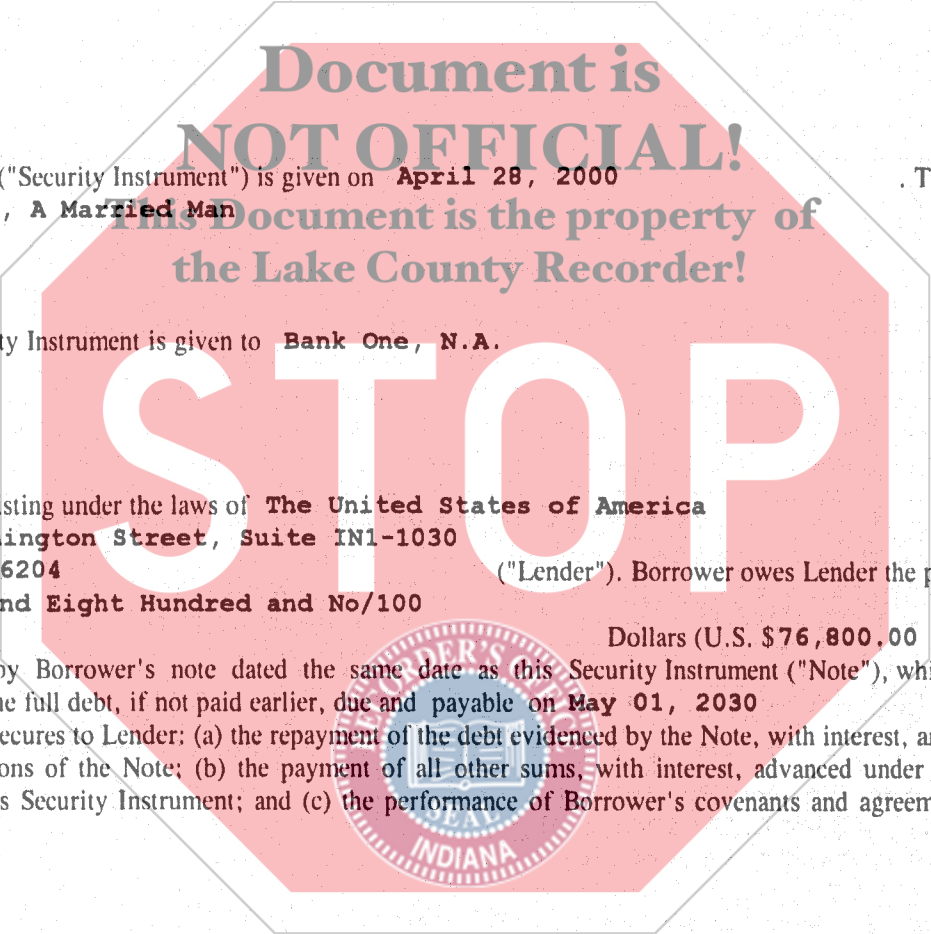 Document is
NOT OFFICIAL!
("Security Instrument") is given on April 28, 2000 . T
, A Married Man
This Document is the property of
the Lake County Recorder!
ty Instrument is given to Bank One, N.A.
STOP
sting under the laws of The United States of America
ington Street, Suite IN1-1030
6204 ("Lender"). Borrower owes Lender the p
nd Eight Hundred and No/100
Dollars (U.S. $76,800.00
by Borrower's note dated the same date as this Security Instrument ("Note"), whi
e full debt, if not paid earlier, due and payable on May 01, 2030
ecures to Lender: (a) the repayment of the debt evidenced by the Note, with interest, a
ons of the Note; (b) the payment of all other sums, with interest, advanced under
s Security Instrument; and (c) the performance of Borrower's covenants and agreem
RECORDER'S OFFICE
SEAL
INDIANA